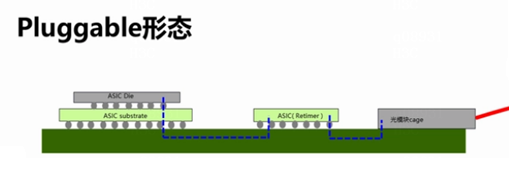 Pluggable形态
ASIC Die
ASIC substrate
ASIC( Retimer )
光模块cage